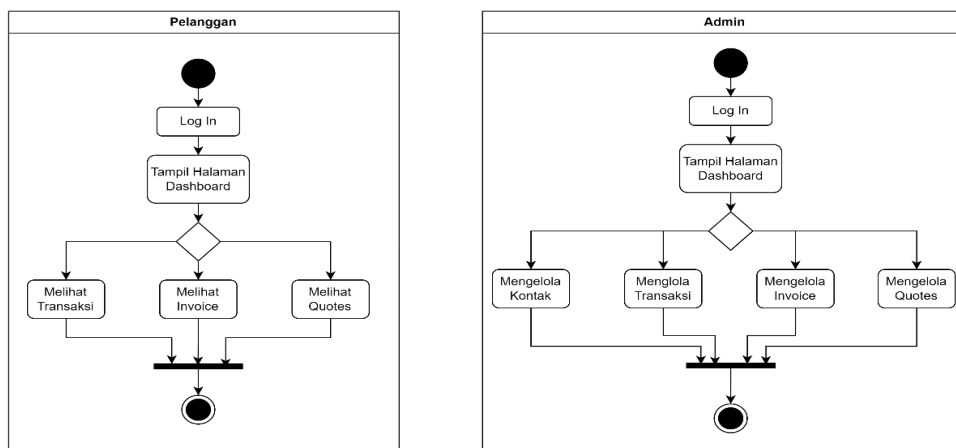 Pelanggan
Log In
Tampil Halaman
Dashboard
Melihat
Transaksi
Melihat
Invoice
Melihat
Quotes
Admin
Log In
Tampil Halaman
Dashboard
Mengelola
Kontak
Menglola
Transaksi
Mengelola
Invoice
Mengelola
Quotes